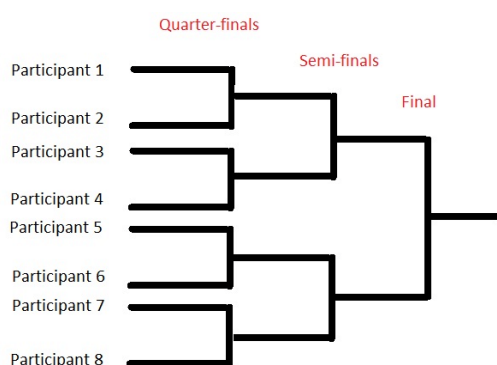 Quarter-finals
Semi-finals
Final
Participant 1
Participant 2
Participant 3
Participant 4
Participant 5
Participant 6
Participant 7
Participant 8